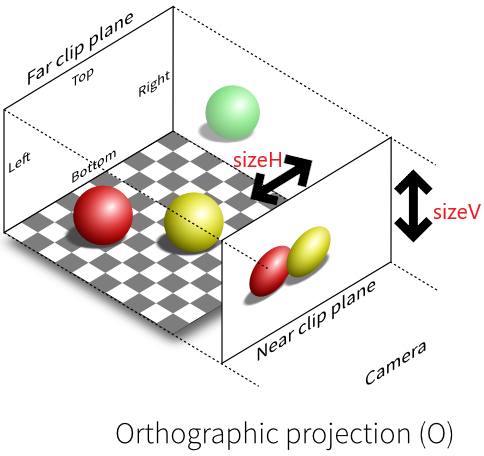 Far clip plane
Top
Right
Left
Bottom
sizeH
sizeV
Near clip plane
Camera
Orthographic projection (O)